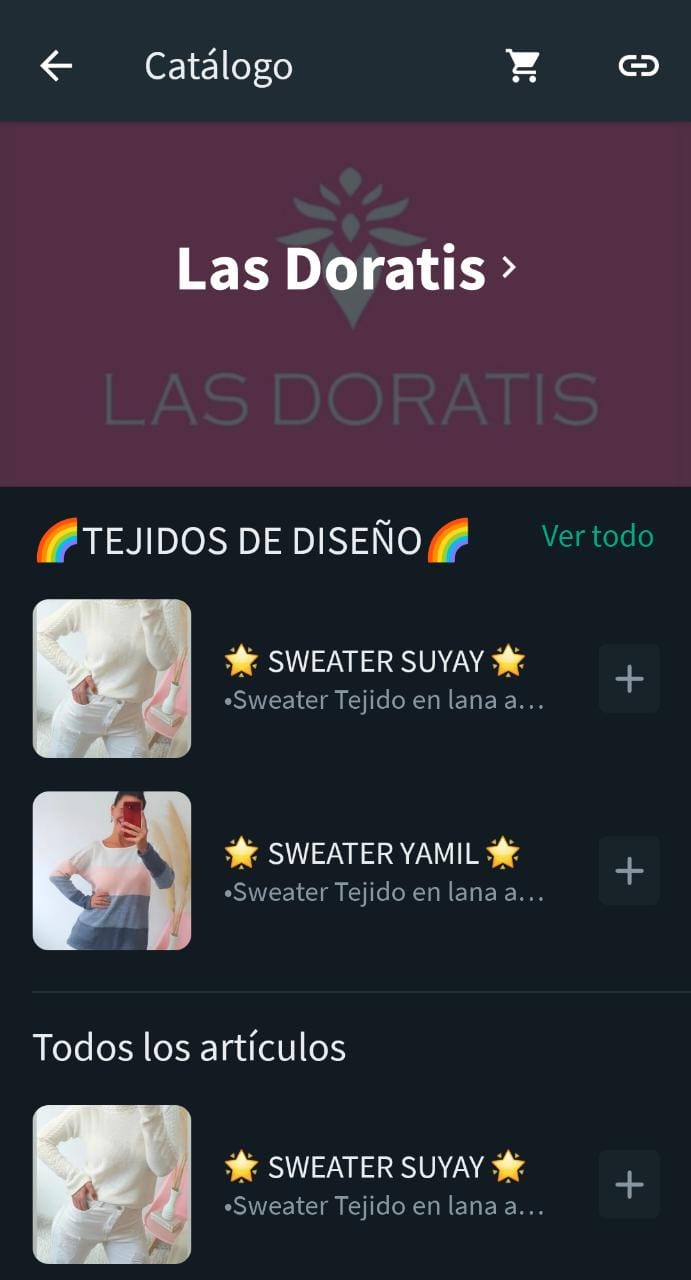 Catálogo
Las Doratis
LAS DORATIS
🌈TEJIDOS DE DISEÑO🌈
Ver todo
🌟 SWEATER SUYAY 🌟
•Sweater Tejido en lana a...
🌟 SWEATER YAMIL 🌟
•Sweater Tejido en lana a...
Todos los artículos
🌟 SWEATER SUYAY 🌟
•Sweater Tejido en lana a...